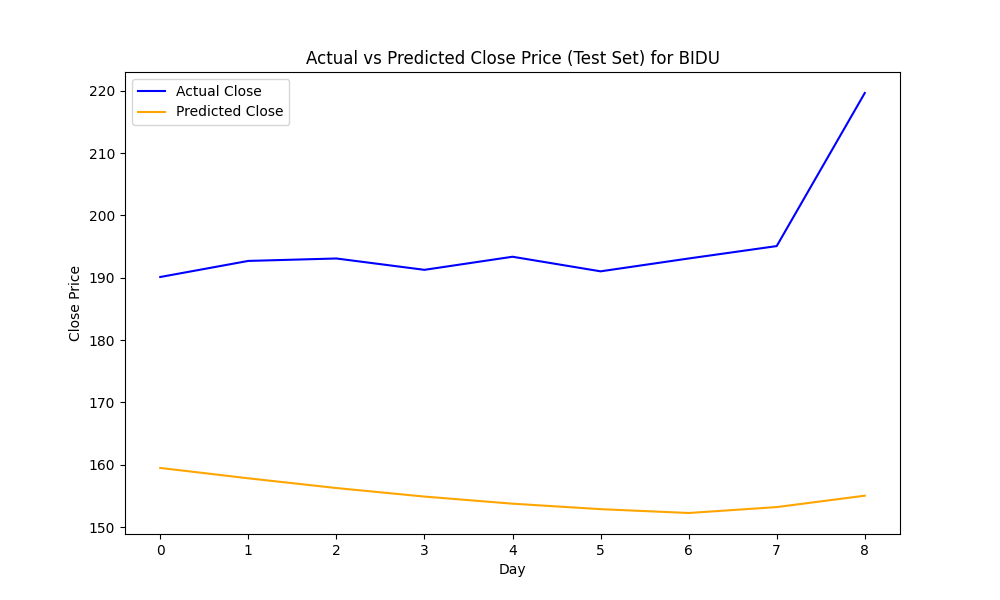 Actual vs Predicted Close Price (Test Set) for BIDU
Actual Close
Predicted Close
220
210
200
190
180
170
160
150
Close Price
0 1 2 3 4 5 6 7 8
Day